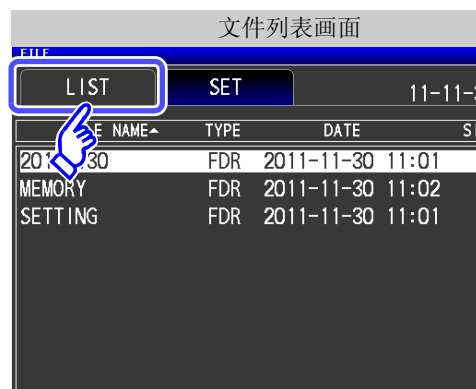 文件列表画面
FILE
LIST SET 11-11-
E NAME▲ TYPE DATE S
201 30 FDR 2011-11-30 11:01
MEMORY FDR 2011-11-30 11:02
SETTING FDR 2011-11-30 11:01